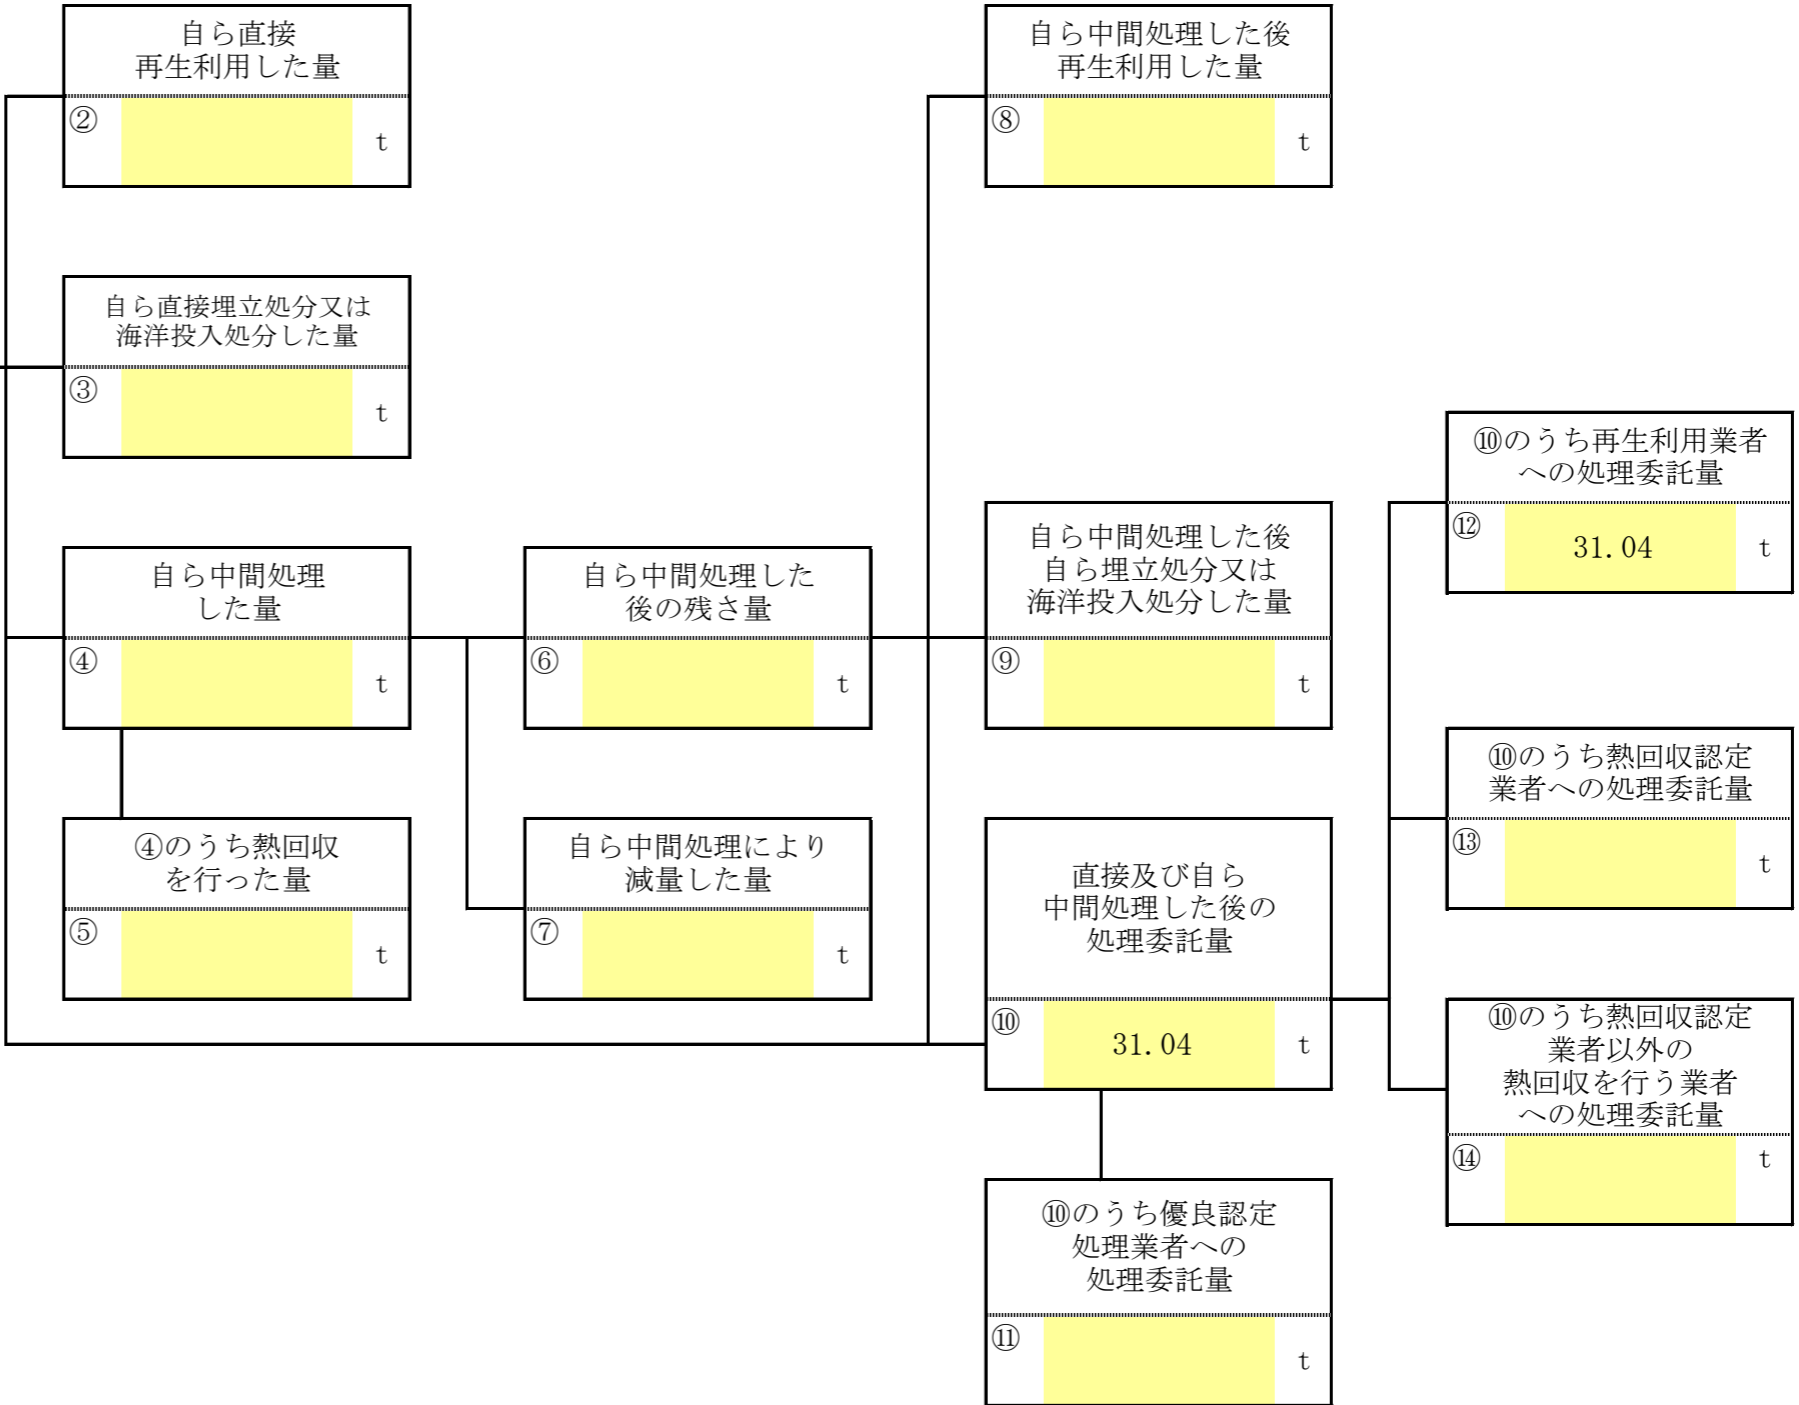 自ら直接
再生利用した量
② t
自ら中間処理した後
再生利用した量
⑧ t
自ら直接埋立処分又は
海洋投入処分した量
③ t
⑩のうち再生利用業者
への処理委託量
⑫ 31.04 t
自ら中間処理
した量
④ t
自ら中間処理した
後の残さ量
⑥ t
自ら中間処理した後
自ら埋立処分又は
海洋投入処分した量
⑨ t
⑩のうち熱回収認定
業者への処理委託量
⑬ t
④のうち熱回収
を行った量
⑤ t
自ら中間処理により
減量した量
⑦ t
直接及び自ら
中間処理した後の
処理委託量
⑩ 31.04 t
⑩のうち熱回収認定
業者以外の
熱回収を行う業者
への処理委託量
⑭ t
⑩のうち優良認定
処理業者への
処理委託量
⑪ t